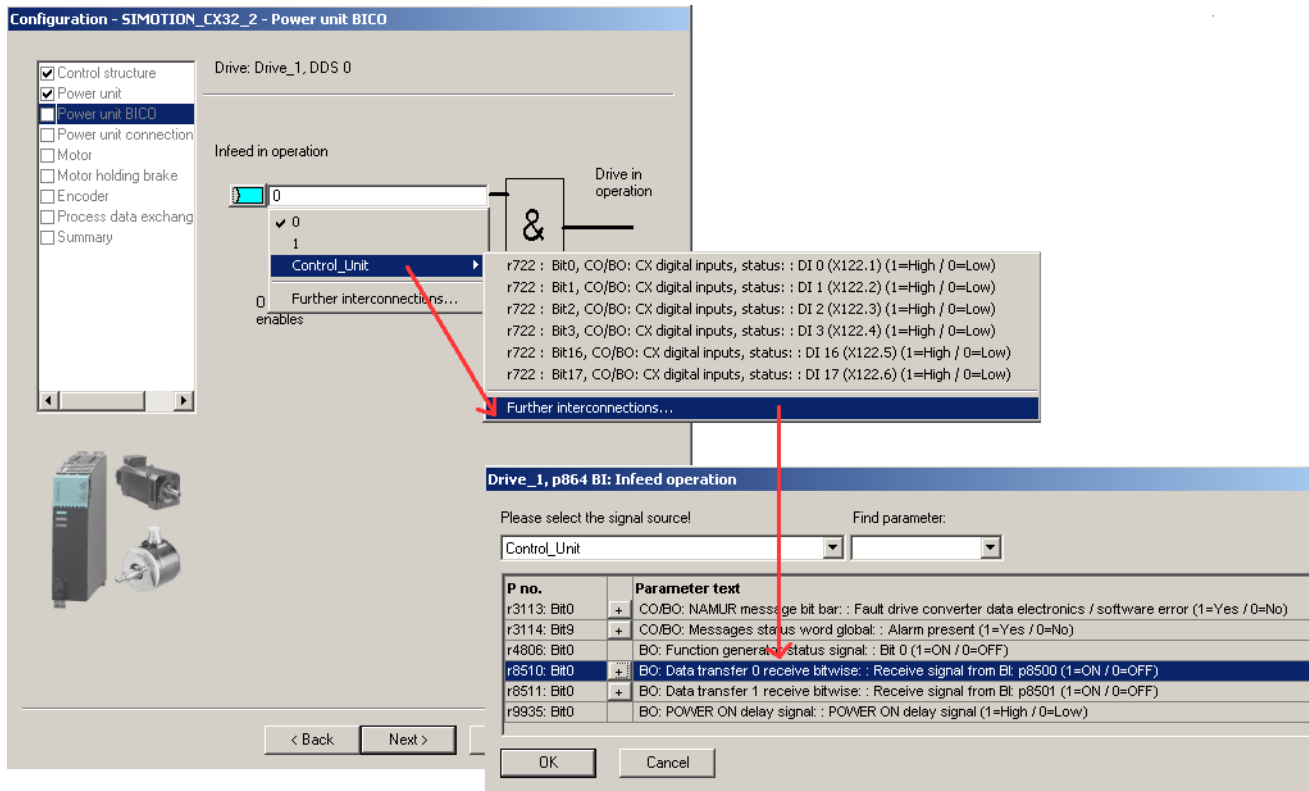 Configuration - SIMOTION_CX32_2 - Power unit BICO
Control structure
Power unit
Power unit BICO
Power unit connection
Motor
Motor holding brake
Encoder
Process data exchang
Summary
Drive: Drive_1, DDS 0
Infeed in operation
0
Drive in
operation
&
0
1
Control_Unit
Further interconnections...
O
enables
r722 : Bit0, CO/BO: CX digital inputs, status: : DI 0 (X122.1) (1=High / 0=Low)
r722 : Bit1, CO/BO: CX digital inputs, status: : DI 1 (X122.2) (1=High / 0=Low)
r722 : Bit2, CO/BO: CX digital inputs, status: : DI 2 (X122.3) (1=High / 0=Low)
r722 : Bit3, CO/BO: CX digital inputs, status: : DI 3 (X122.4) (1=High / 0=Low)
r722 : Bit16, CO/BO: CX digital inputs, status: : DI 16 (X122.5) (1=High / 0=Low)
r722 : Bit17, CO/BO: CX digital inputs, status: : DI 17 (X122.6) (1=High / 0=Low)
Further interconnections...
Drive_1, p864 BI: Infeed operation
Please select the signal source! Find parameter:
Control_Unit
P no. Parameter text
r3113: Bit0 + CO/BO: NAMUR message bit bar: : Fault drive converter data electronics / software error (1=Yes / 0=No)
r3114: Bit9 + CO/BO: Messages status word global: : Alarm present (1=Yes / 0=No)
r4806: Bit0 BO: Function generator status signal: : Bit 0 (1=ON / 0=OFF)
r8510: Bit0 + BO: Data transfer 0 receive bitwise: : Receive signal from BI: p8500 (1=ON / 0=OFF)
r8511: Bit0 + BO: Data transfer 1 receive bitwise: : Receive signal from BI: p8501 (1=ON / 0=OFF)
r9935: Bit0 BO: POWER ON delay signal: : POWER ON delay signal (1=High / 0=Low)
< Back Next >
OK Cancel